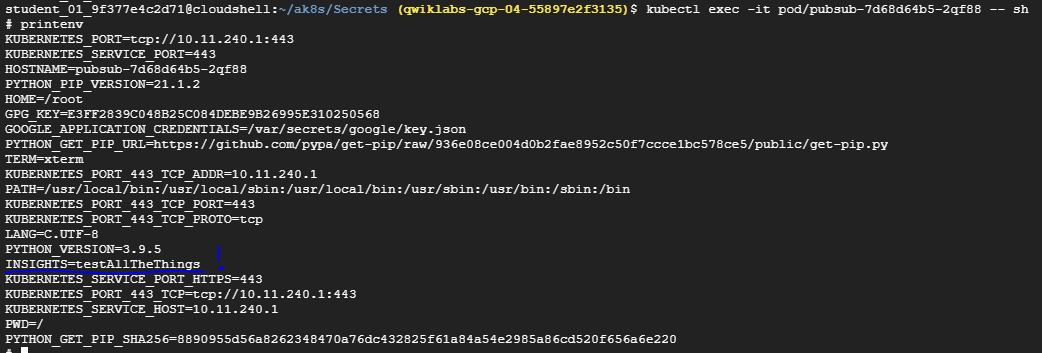 student_01_9f377e4c2d71@cloudshell:~/ak8s/Secrets (qwiklabs-gcp-04-55897e2f3135)$ kubectl exec -it pod/pubsub-7d68d64b5-2qf88 -- sh
# printenv
KUBERNETES_PORT=tcp://10.11.240.1:443
KUBERNETES_SERVICE_PORT=443
HOSTNAME=pubsub-7d68d64b5-2qf88
PYTHON_PIP_VERSION=21.1.2
HOME=/root
GPG_KEY=E3FF2839C048B25C084DEBE9B26995E310250568
GOOGLE_APPLICATION_CREDENTIALS=/var/secrets/google/key.json
PYTHON_GET_PIP_URL=https://github.com/pypa/get-pip/raw/936e08ce004d0b2fae8952c50f7ccce1bc578ce5/public/get-pip.py
TERM=xterm
KUBERNETES_PORT_443_TCP_ADDR=10.11.240.1
PATH=/usr/local/bin:/usr/local/sbin:/usr/local/bin:/usr/sbin:/usr/bin:/sbin:/bin
KUBERNETES_PORT_443_TCP_PORT=443
KUBERNETES_PORT_443_TCP_PROTO=tcp
LANG=C.UTF-8
PYTHON_VERSION=3.9.5
INSIGHTS=testAllTheThings
KUBERNETES_SERVICE_PORT_HTTPS=443
KUBERNETES_PORT_443_TCP=tcp://10.11.240.1:443
KUBERNETES_SERVICE_HOST=10.11.240.1
PWD=/
PYTHON_GET_PIP_SHA256=8890955d56a8262348470a76dc432825f61a84a54e2985a86cd520f656a6e220
#